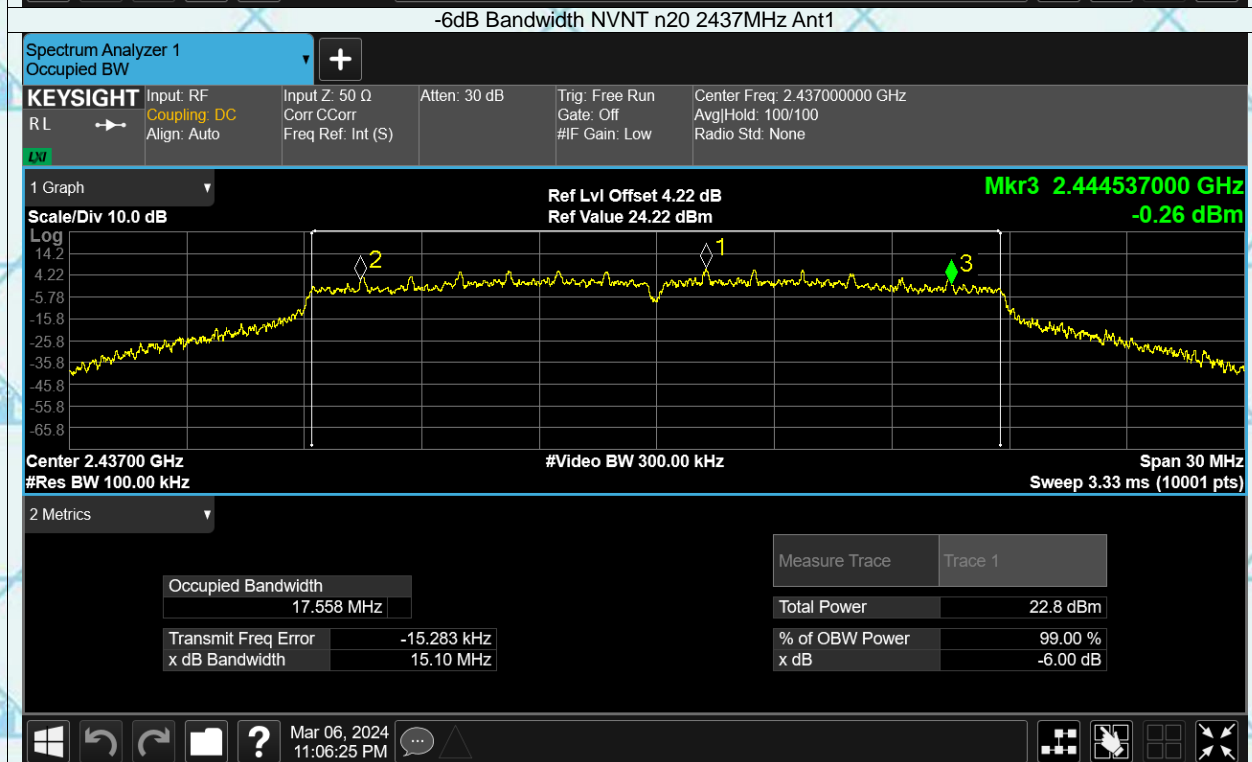 -6dB Bandwidth NVNT n20 2437MHz Ant1
Spectrum Analyzer 1
Occupied BW
KEYSIGHT
R L
LXI
Input: RF
Coupling: DC
Align: Auto
Input Z: 50 Ω
Corr CCorr
Freq Ref: Int (S)
Atten: 30 dB
Trig: Free Run
Gate: Off
#IF Gain: Low
Center Freq: 2.437000000 GHz
Avg|Hold: 100/100
Radio Std: None
1 Graph
Scale/Div 10.0 dB
Ref Lvl Offset 4.22 dB
Ref Value 24.22 dBm
Mkr3 2.444537000 GHz
-0.26 dBm
Log
14.2
4.22
-5.78
-15.8
-25.8
-35.8
-45.8
-55.8
-65.8
2
1
3
Center 2.43700 GHz
#Video BW 300.00 kHz
Span 30 MHz
#Res BW 100.00 kHz
Sweep 3.33 ms (10001 pts)
2 Metrics
Measure Trace Trace 1
Occupied Bandwidth
17.558 MHz
Total Power 22.8 dBm
Transmit Freq Error -15.283 kHz
% of OBW Power 99.00 %
x dB Bandwidth 15.10 MHz
x dB -6.00 dB
?
Mar 06, 2024
11:06:25 PM